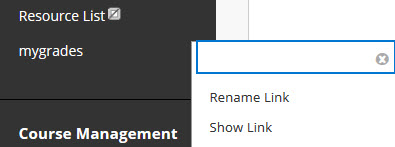 Resource List
mygrades
Rename Link
Show Link
Course Management